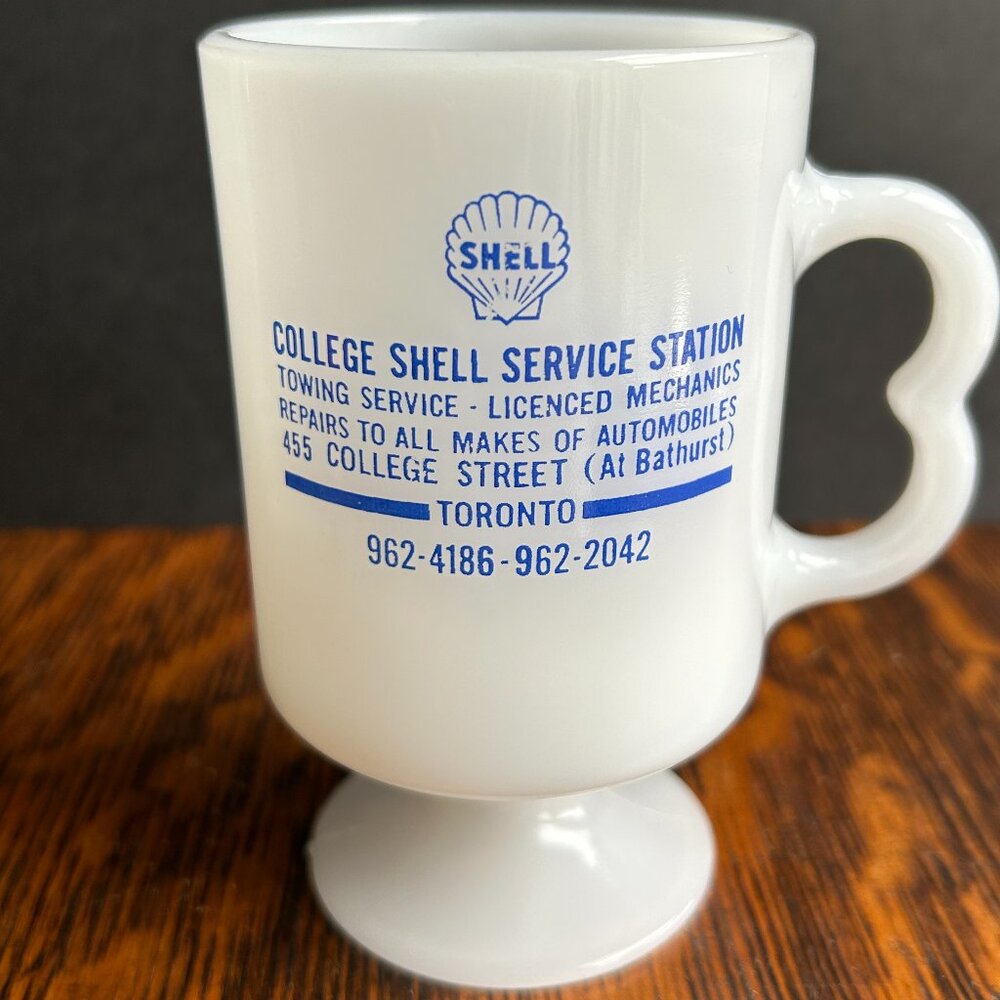 SHELL
COLLEGE SHELL SERVICE STATION
TOWING SERVICE - LICENCED MECHANICS
REPAIRS TO ALL MAKES OF AUTOMOBILES
455 COLLEGE STREET (At Bathurst)
TORONTO
962-4186-962-2042